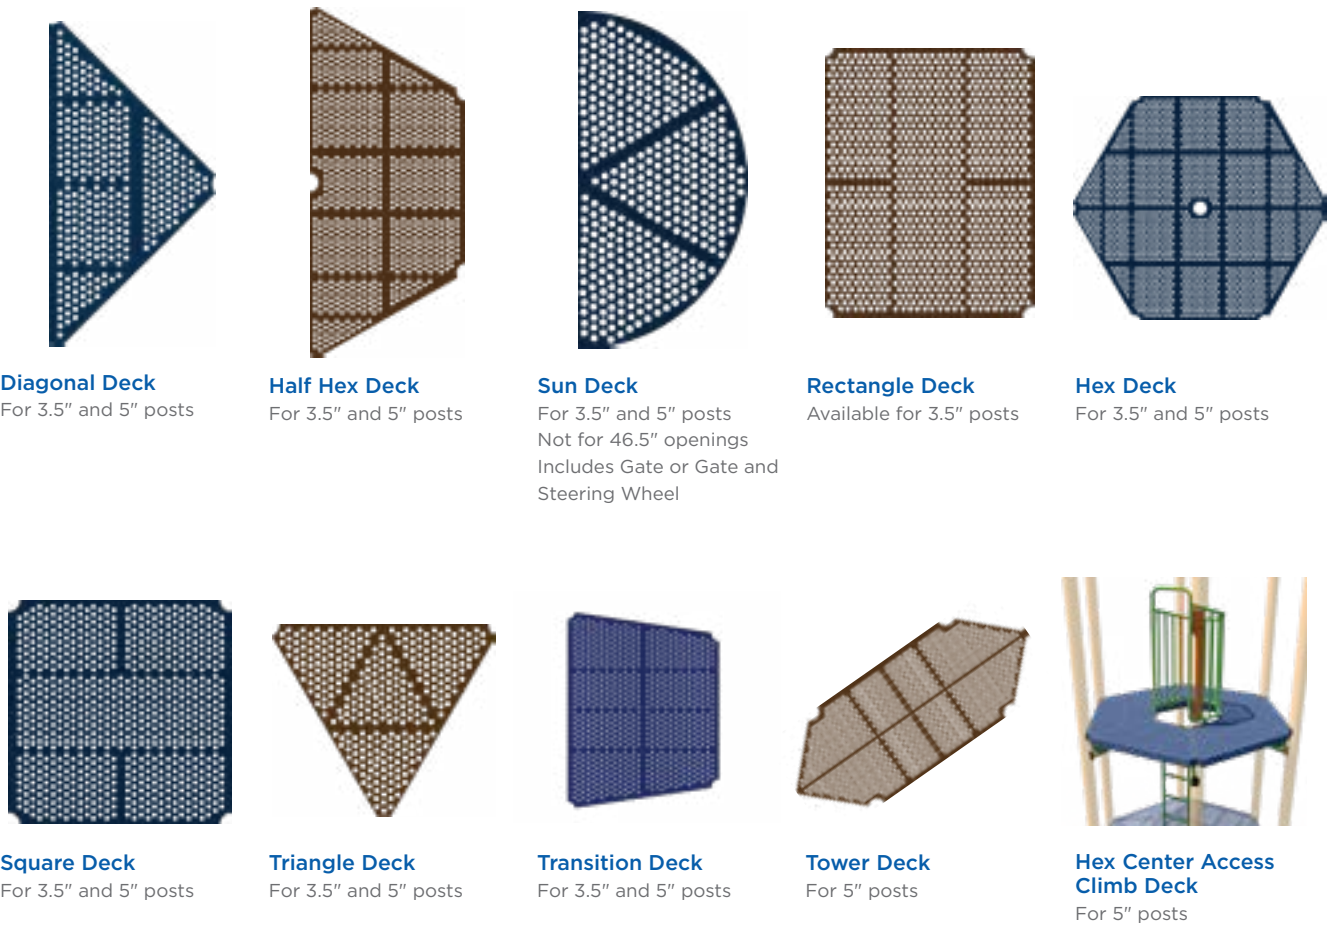 Diagonal Deck
For 3.5" and 5" posts
Half Hex Deck
For 3.5" and 5" posts
Sun Deck
For 3.5" and 5" posts
Not for 46.5" openings
Includes Gate or Gate and
Steering Wheel
Rectangle Deck
Available for 3.5" posts
Hex Deck
For 3.5" and 5" posts
Square Deck
For 3.5" and 5" posts
Triangle Deck
For 3.5" and 5" posts
Transition Deck
For 3.5" and 5" posts
Tower Deck
For 5" posts
Hex Center Access
Climb Deck
For 5" posts